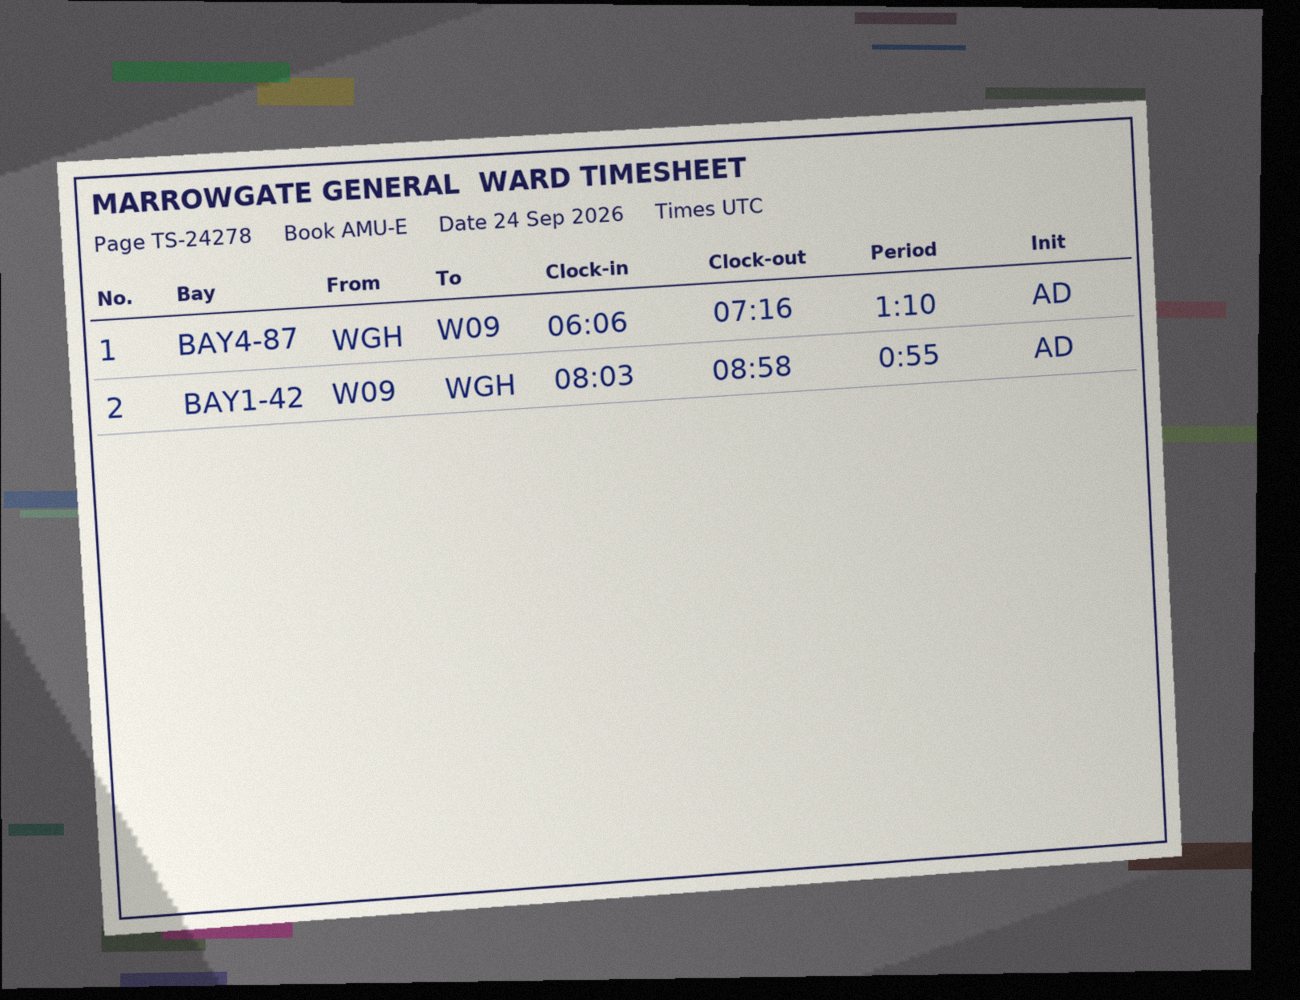 MARROWGATE GENERAL WARD TIMESHEET
Page TS-24278 Book AMU-E Date 24 Sep 2026 Times UTC
No. Bay From To Clock-in Clock-out Period Init
1 BAY4-87 WGH W09 06:06 07:16 1:10 AD
2 BAY1-42 W09 WGH 08:03 08:58 0:55 AD